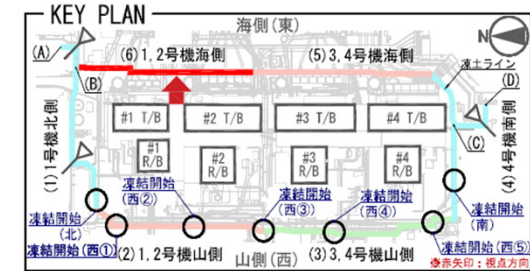 KEY PLAN
海側(東)
N
(A)
(6)1,2号機海側
(5)3,4号機海側
凍土ライン
(B)
(D)
#1 T/B
#2 T/B
#3 T/B
#4 T/B
(C)
(1)1号機北側
#1
R/B
#2
R/B
#3
R/B
#4
R/B
(4)4号機南側
凍結開始
(西②)
凍結開始
(西③)
凍結開始
(西④)
凍結開始
(南)
凍結開始
(北)
凍結開始(西①)
(2)1,2号機山側
山側(西)
(3)3,4号機山側
凍結開始(西⑤)
※赤矢印:視点方向